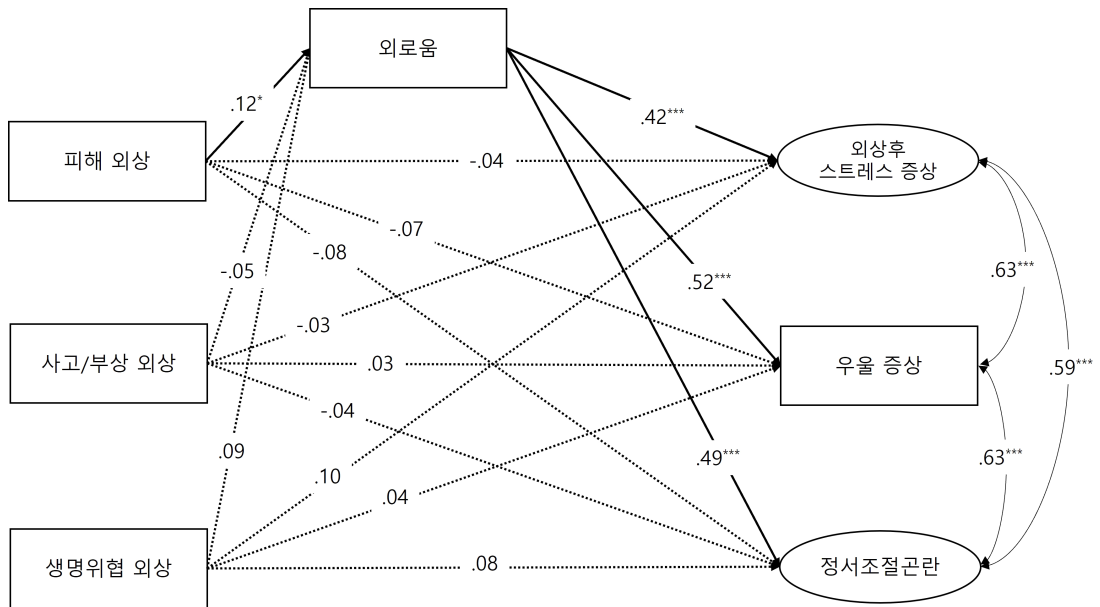 외로움
.12*
피해 외상
.42***
외상후
스트레스 증상
-.04
-.07
-.08
-.05
.52***
.63***
-.03
사고/부상 외상
.03
우울 증상
.59***
-.04
.09
.49***
.63***
.10
.04
생명위협 외상
.08
정서조절곤란